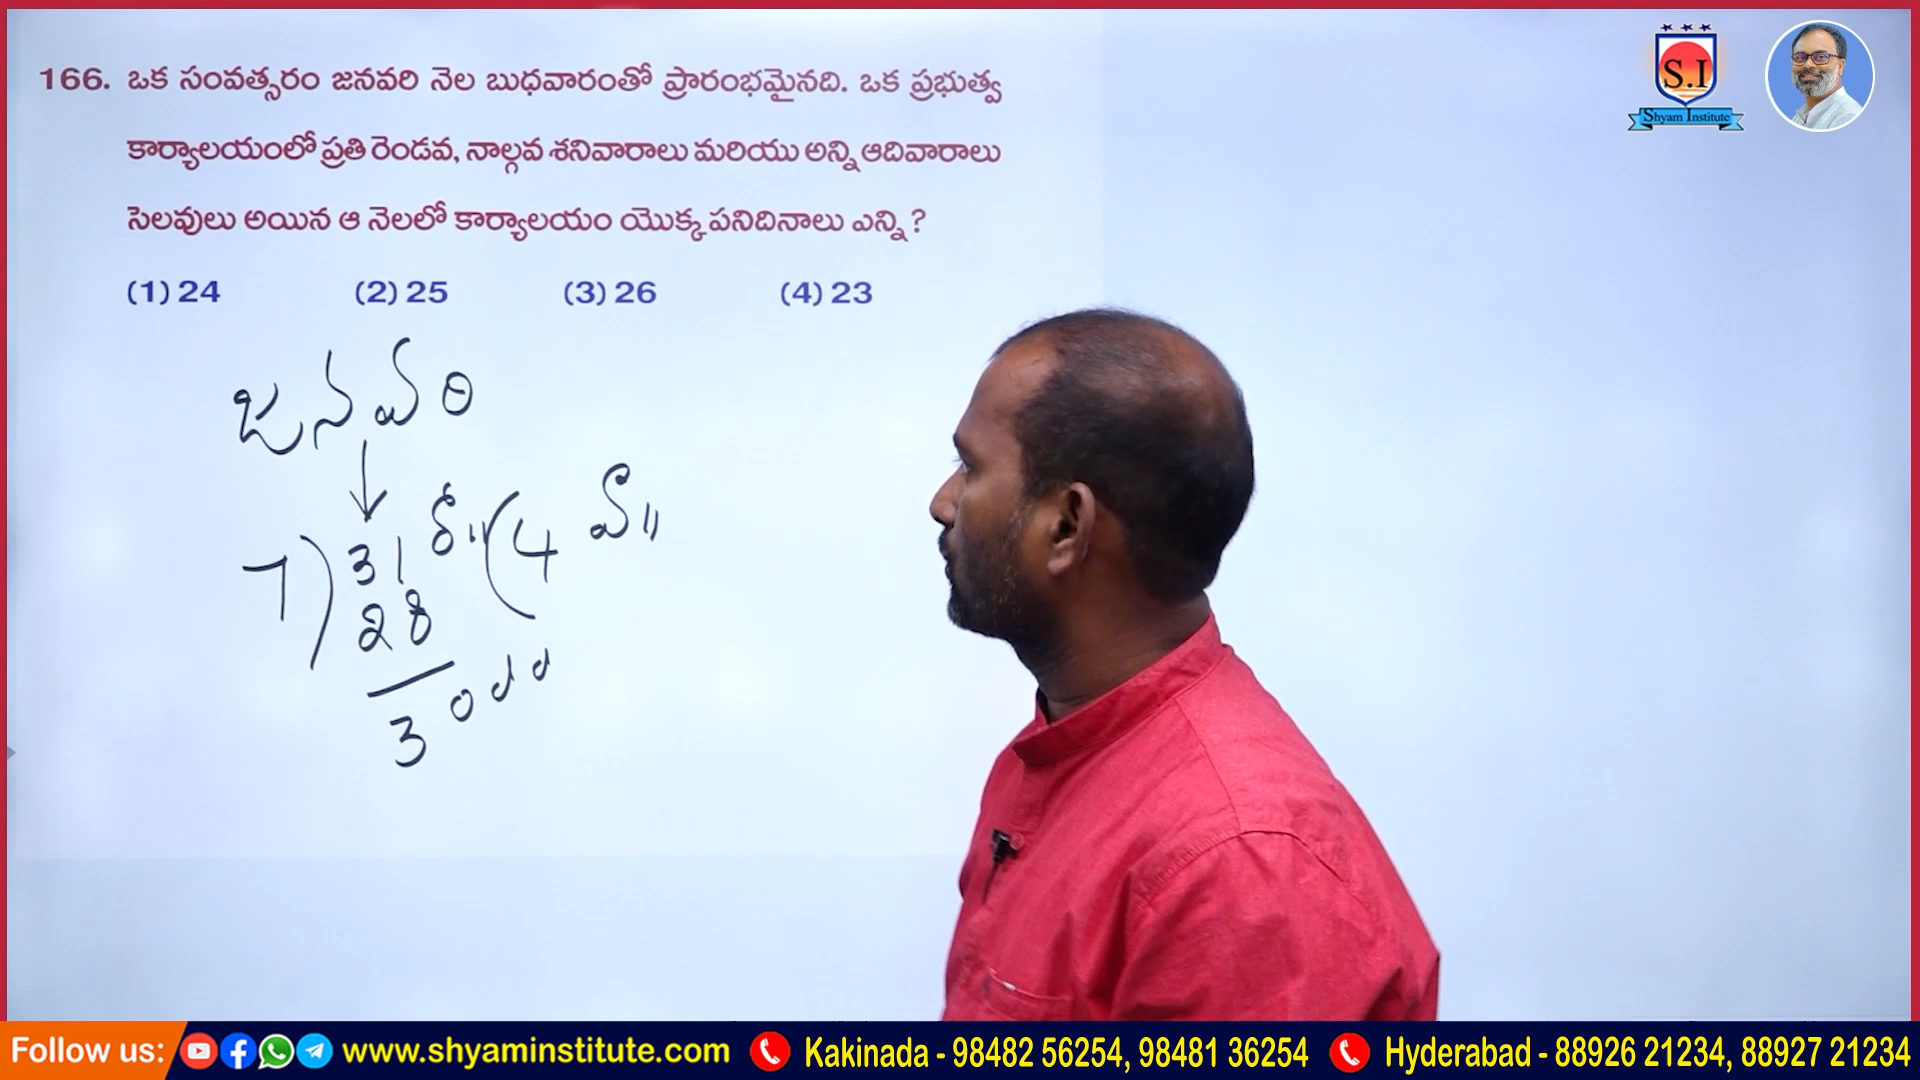 166. ఒక సంవత్సరం జనవరి నెల బుధవారంతో ప్రారంభమైనది. ఒక ప్రభుత్వ
కార్యాలయంలో ప్రతి రెండవ, నాల్గవ శనివారాలు మరియు అన్ని ఆదివారాలు
సెలవులు అయిన ఆ నెలలో కార్యాలయం యొక్క పనిదినాలు ఎన్ని?
(1) 24 (2) 25 (3) 26 (4) 23
జనవరి
7) 31 రో॥ (4 వా॥
28
3 odd
S.I
Shyam Institute
Follow us: www.shyaminstitute.com Kakinada - 98482 56254, 98481 36254 Hyderabad - 88926 21234, 88927 21234